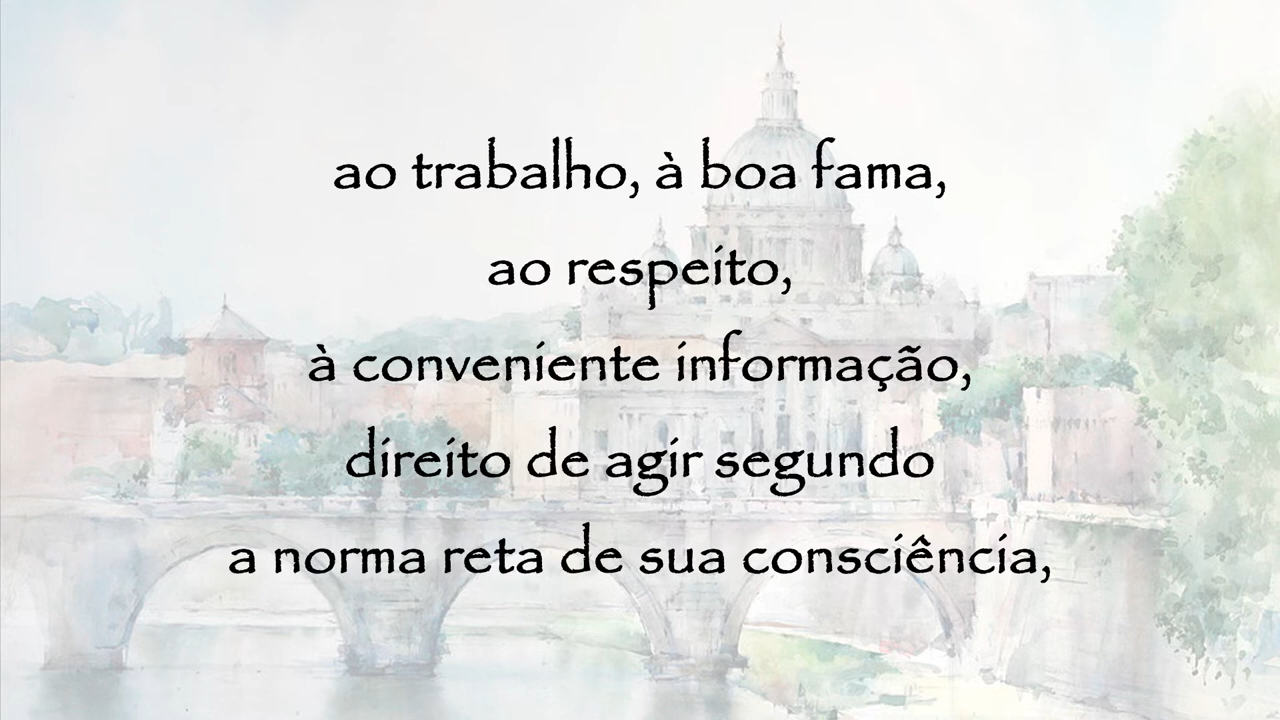 ao trabalho, à boa fama,
ao respeito,
à conveniente informação,
direito de agir segundo
a norma reta de sua consciência,